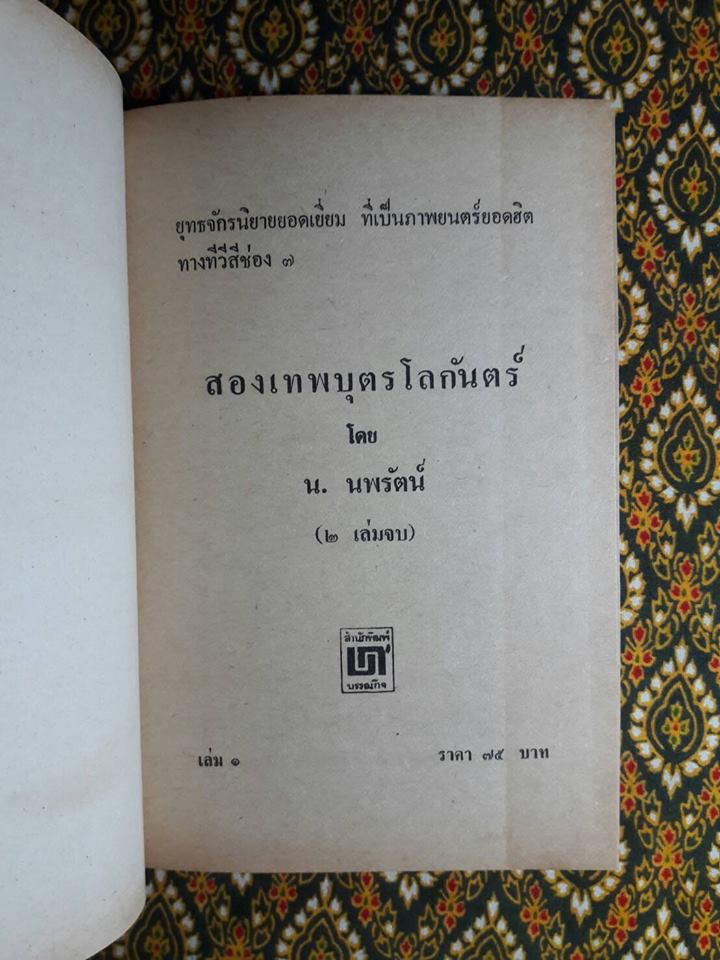 ยุทธจักรนิยายยอดเยี่ยม ที่เป็นภาพยนตร์ยอดฮิต
ทางทีวีสีช่อง ๗
สองเทพบุตรโลกันตร์
โดย
น. นพรัตน์
(๒ เล่มจบ)
สำนักพิมพ์
บรรณกิจ
เล่ม ๑ ราคา ๗๕ บาท